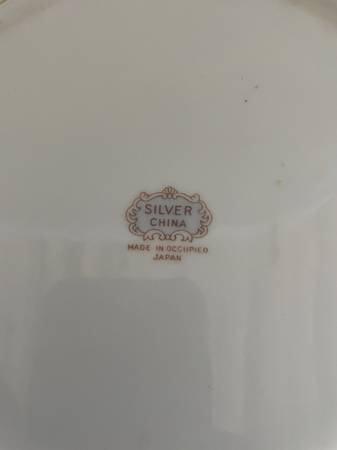 SILVER
CHINA
MADE IN OCCUPIED
JAPAN